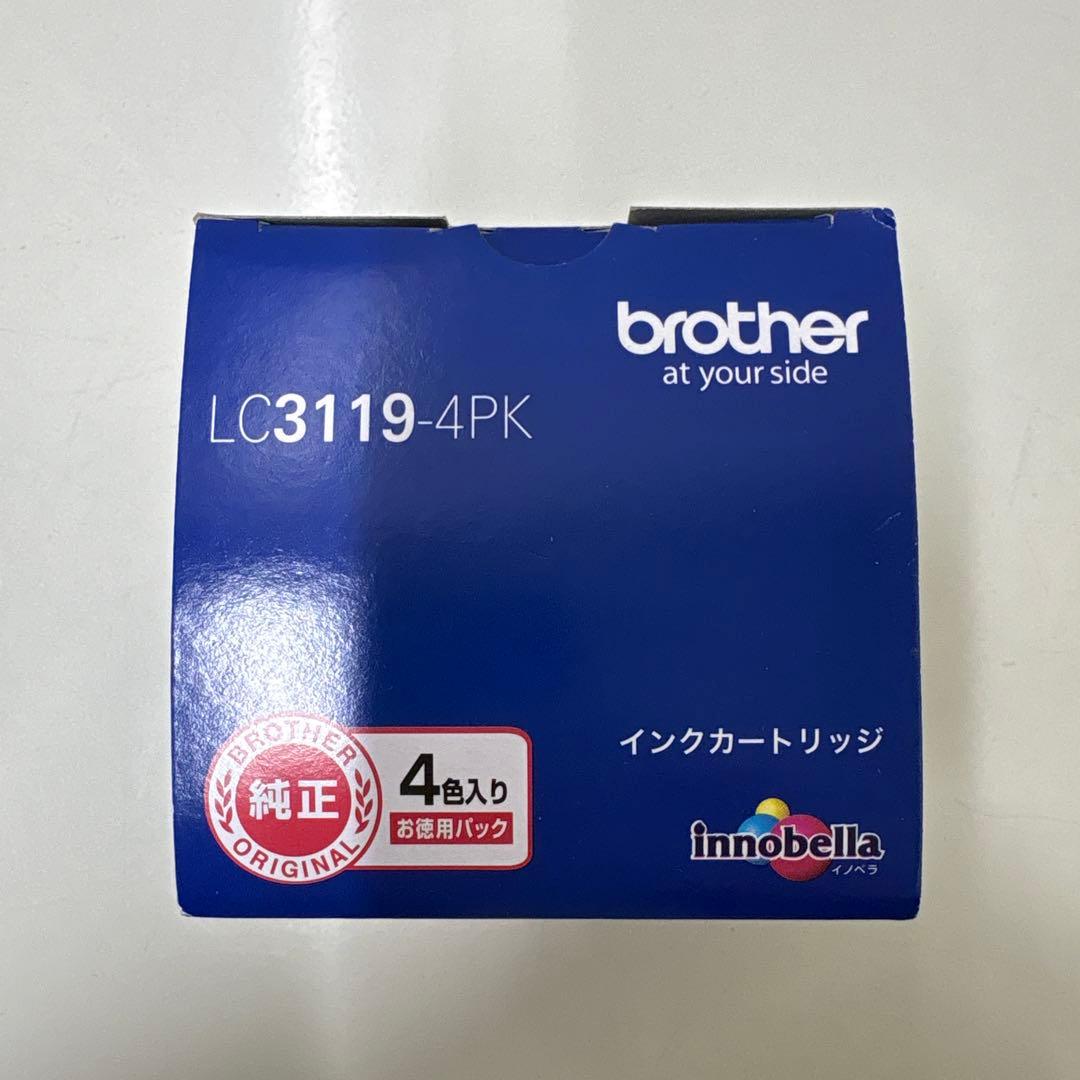 brother
at your side
LC3119-4PK
インクカートリッジ
BROTHER
純正
ORIGINAL
4色入り
お徳用パック
innobella
イノベラ